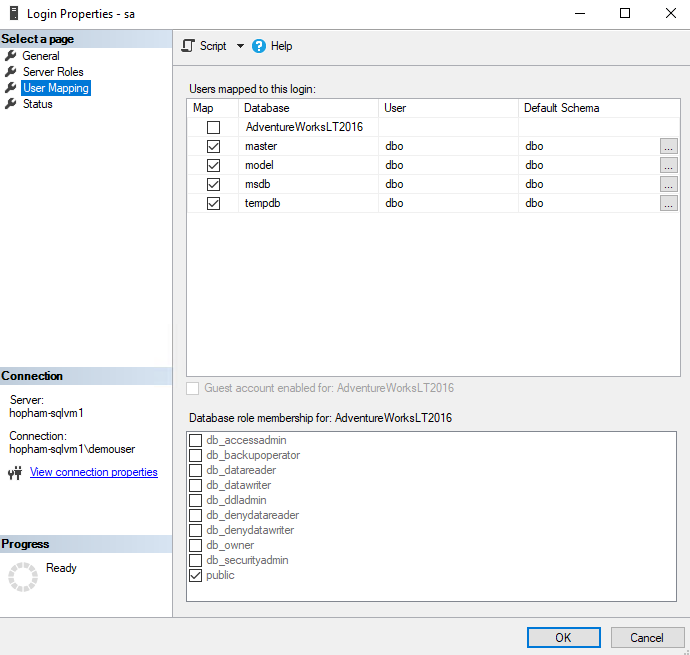 Login Properties - sa
Select a page
General
Server Roles
User Mapping
Status
Script
Help
Users mapped to this login:
Map Database User Default Schema
AdventureWorksLT2016
master dbo dbo ...
model dbo dbo ...
msdb dbo dbo ...
tempdb dbo dbo ...
Guest account enabled for: AdventureWorksLT2016
Database role membership for: AdventureWorksLT2016
db_accessadmin
db_backupoperator
db_datareader
db_datawriter
db_ddladmin
db_denydatareader
db_denydatawriter
db_owner
db_securityadmin
public
Connection
Server:
hopham-sqlvm1
Connection:
hopham-sqlvm1\demouser
View connection properties
Progress
Ready
OK Cancel